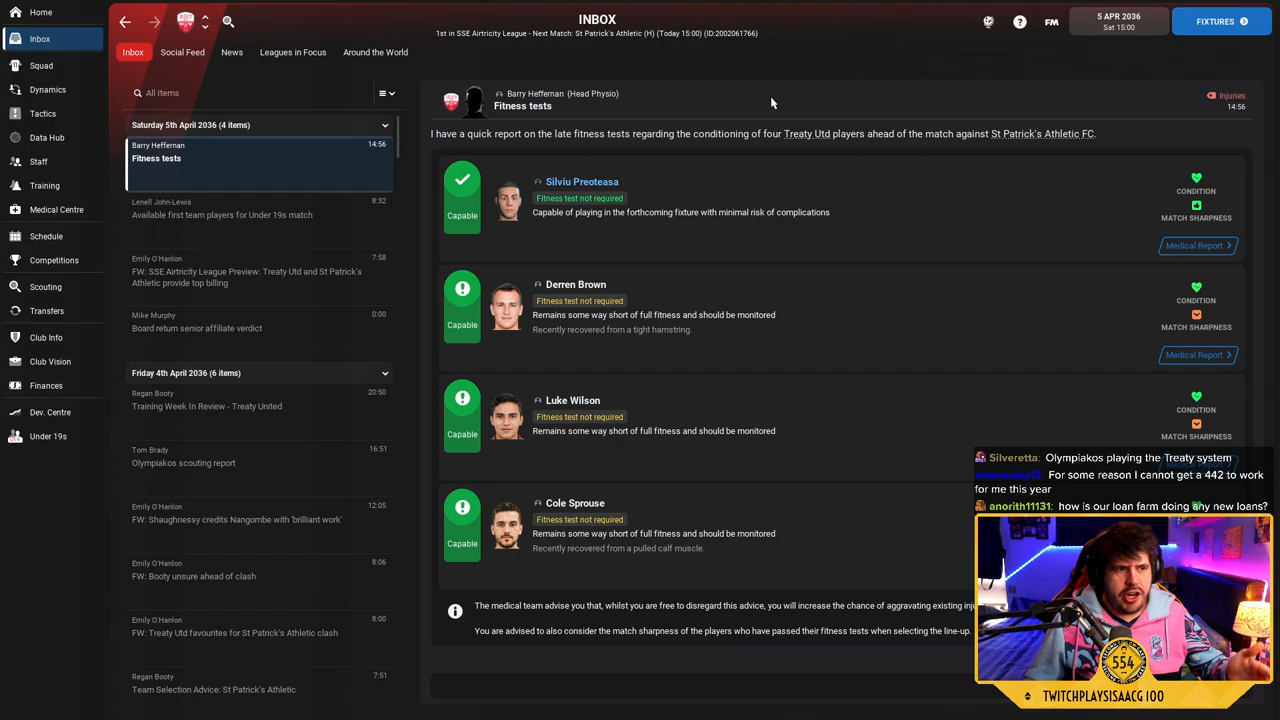 Home
Inbox
Squad
Dynamics
Tactics
Data Hub
Staff
Training
Medical Centre
Schedule
Competitions
Scouting
Transfers
Club Info
Club Vision
Finances
Dev. Centre
Under 19s
INBOX
1st in SSE Airtricity League - Next Match: St Patrick's Athletic (H) (Today 15:00) (ID:2002061766)
FM
5 APR 2036
Sat 15:00
FIXTURES
Inbox
Social Feed
News
Leagues in Focus
Around the World
All Items
Saturday 5th April 2036 (4 items)
Barry Heffernan 14:56
Fitness tests
Lenell John-Lewis 8:32
Available first team players for Under 19s match
Emily O'Hanlon 7:58
FW: SSE Airtricity League Preview: Treaty Utd and St Patrick's
Athletic provide top billing
Mike Murphy 0:00
Board return senior affiliate verdict
Friday 4th April 2036 (6 items)
Regan Booty 20:50
Training Week In Review - Treaty United
Tom Brady 16:51
Olympiakos scouting report
Emily O'Hanlon 12:05
FW: Shaughnessy credits Nangombe with 'brilliant work'
Emily O'Hanlon 8:06
FW: Booty unsure ahead of clash
Emily O'Hanlon 8:00
FW: Treaty Utd favourites for St Patrick's Athletic clash
Regan Booty 7:51
Team Selection Advice: St Patrick's Athletic
Barry Heffernan (Head Physio)
Fitness tests
Injuries
14:56
I have a quick report on the late fitness tests regarding the conditioning of four Treaty Utd players ahead of the match against St Patrick's Athletic FC.
Capable
Silviu Preoteasa
Fitness test not required
Capable of playing in the forthcoming fixture with minimal risk of complications
CONDITION
MATCH SHARPNESS
Medical Report
Capable
Derren Brown
Fitness test not required
Remains some way short of full fitness and should be monitored
Recently recovered from a tight hamstring.
CONDITION
MATCH SHARPNESS
Medical Report
Capable
Luke Wilson
Fitness test not required
Remains some way short of full fitness and should be monitored
CONDITION
MATCH SHARPNESS
Medical Report
Capable
Cole Sprouse
Fitness test not required
Remains some way short of full fitness and should be monitored
Recently recovered from a pulled calf muscle.
The medical team advise you that, whilst you are free to disregard this advice, you will increase the chance of aggravating existing
You are advised to also consider the match sharpness of the players who have passed their fitness tests when selecting the line-up.
Silveretta: Olympiakos playing the Treaty system
For some reason I cannot get a 442 to work
for me this year
anorith11131: how is our loan farm doing any new loans?
554
TWITCHPLAYSISAACG 100